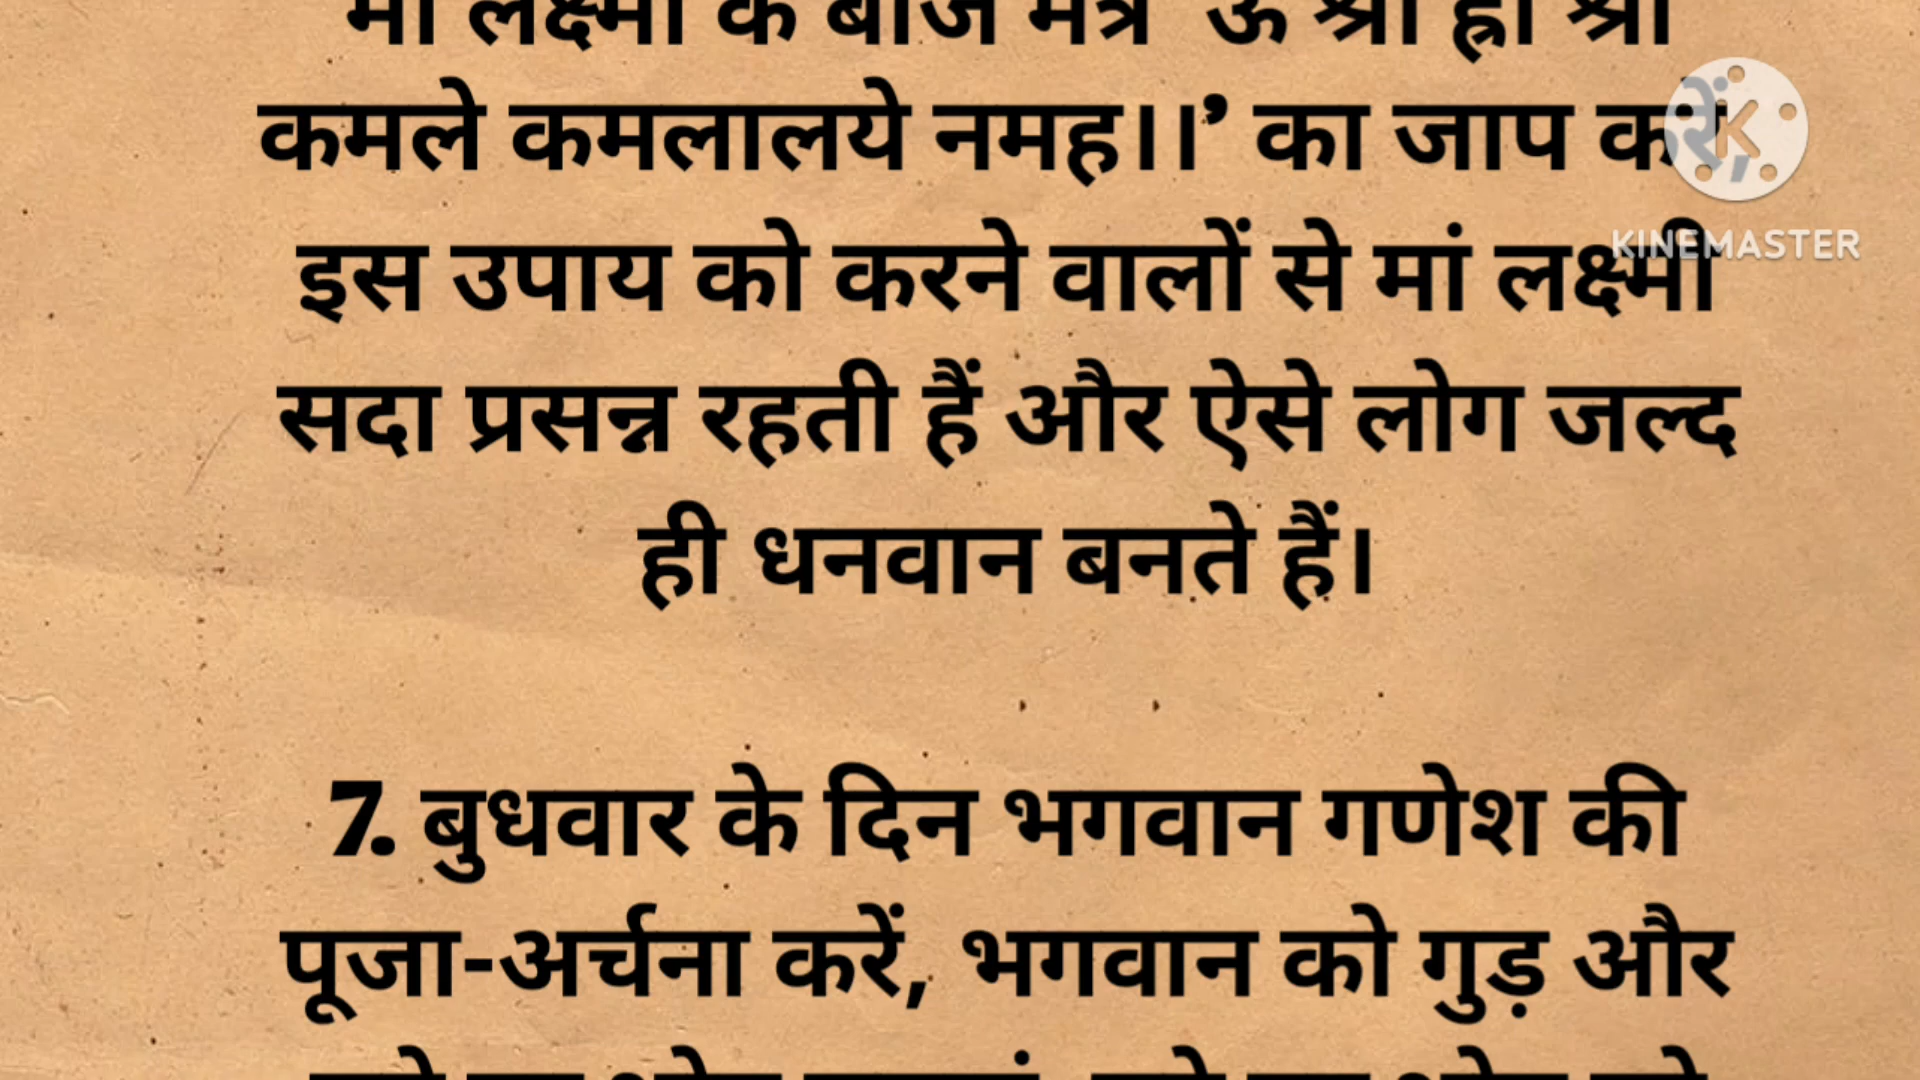 मा लक्ष्मी के बीज मंत्र ऊं श्रीं ह्रीं श्रीं
कमले कमलालये नमह।।’ का जाप करें,
KINEMASTER
इस उपाय को करने वालों से मां लक्ष्मी
सदा प्रसन्न रहती हैं और ऐसे लोग जल्द
ही धनवान बनते हैं।
7. बुधवार के दिन भगवान गणेश की
पूजा-अर्चना करें, भगवान को गुड़ और